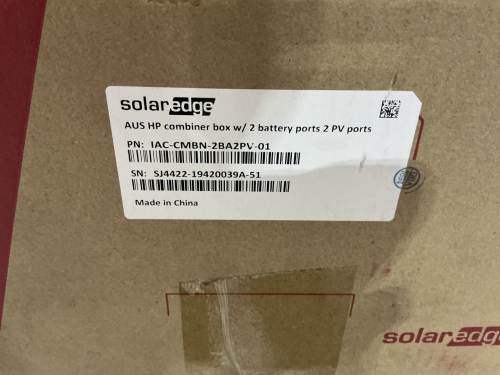 solaredge
AUS HP combiner box w/ 2 battery ports 2 PV ports
PN: IAC-CMBN-2BA2PV-01
SN: SJ4422-19420039A-51
Made in China
solaredge